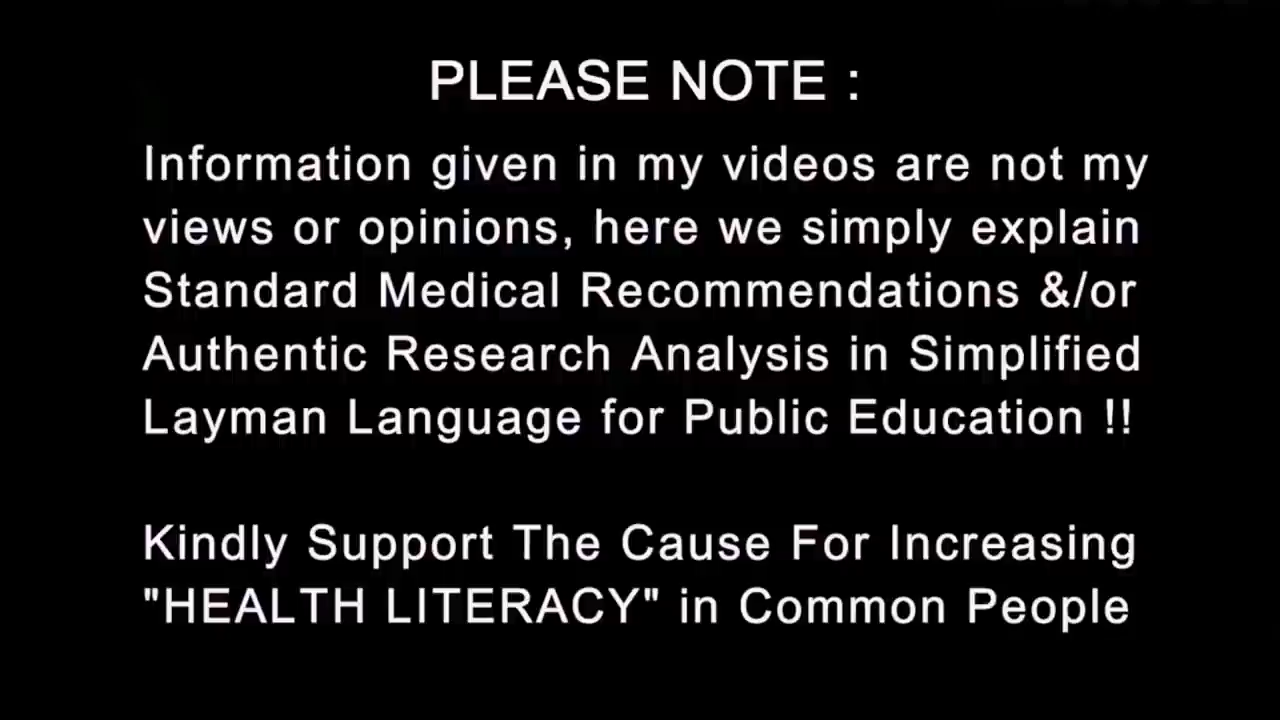 PLEASE NOTE :
Information given in my videos are not my
views or opinions, here we simply explain
Standard Medical Recommendations &/or
Authentic Research Analysis in Simplified
Layman Language for Public Education !!
Kindly Support The Cause For Increasing
"HEALTH LITERACY" in Common People